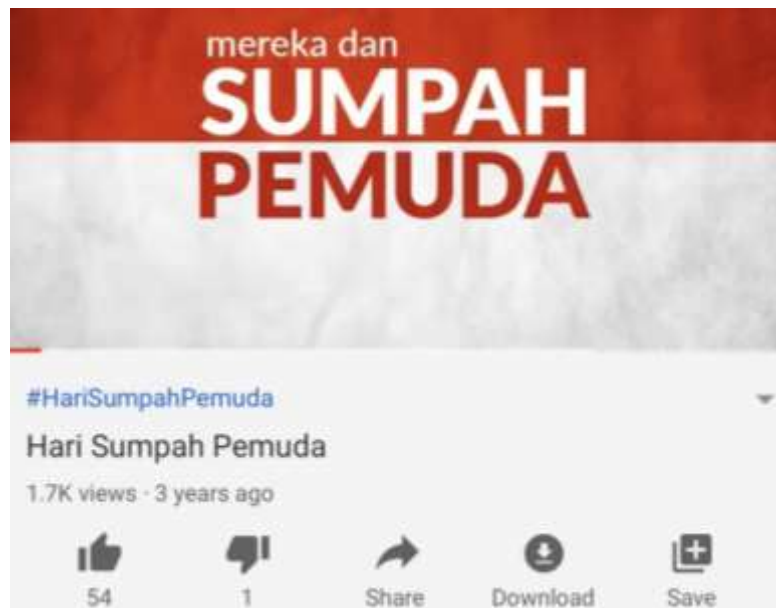 mereka dan
SUMPAH
PEMUDA
#HariSumpahPemuda
Hari Sumpah Pemuda
1.7K views · 3 years ago
54 1 Share Download Save